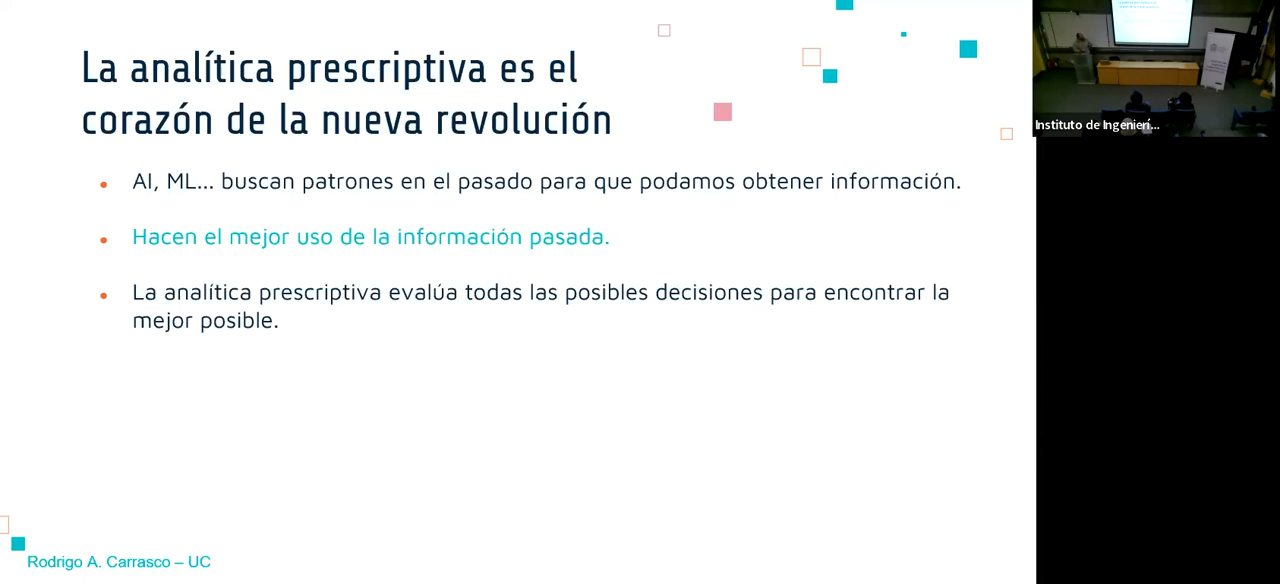 La analítica prescriptiva es el
corazón de la nueva revolución
AI, ML... buscan patrones en el pasado para que podamos obtener información.
Hacen el mejor uso de la información pasada.
La analítica prescriptiva evalúa todas las posibles decisiones para encontrar la
mejor posible.
Rodrigo A. Carrasco – UC
Instituto de Ingenierí...